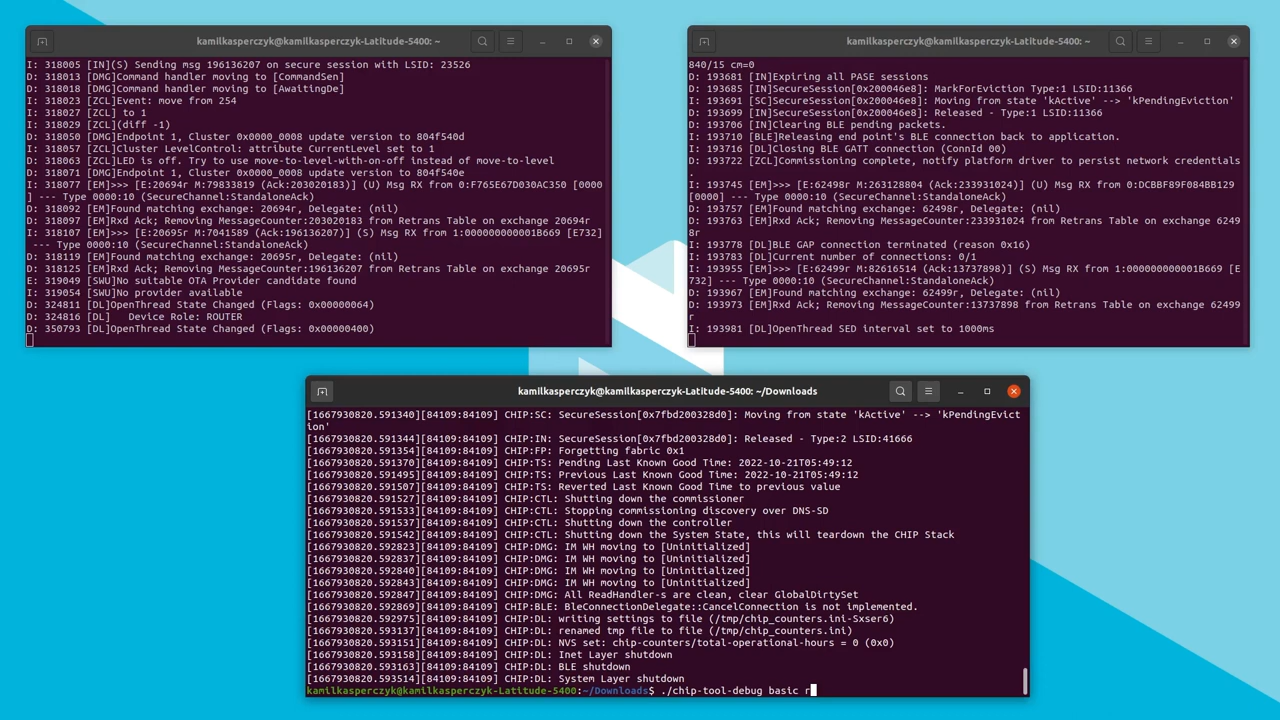 kamilkasperczyk@kamilkasperczyk-Latitude-5400: ~
I: 318005 [IN](S) Sending msg 196136207 on secure session with LSID: 23526
D: 318013 [DMG]Command handler moving to [CommandSen]
D: 318018 [DMG]Command handler moving to [AwaitingDe]
I: 318023 [ZCL]Event: move from 254
I: 318027 [ZCL] to 1
I: 318029 [ZCL](diff -1)
D: 318050 [DMG]Endpoint 1, Cluster 0x0000_0008 update version to 804f540d
I: 318057 [ZCL]Cluster LevelControl: attribute CurrentLevel set to 1
I: 318063 [ZCL]LED is off. Try to use move-to-level-with-on-off instead of move-to-level
D: 318071 [DMG]Endpoint 1, Cluster 0x0000_0008 update version to 804f540e
I: 318077 [EM]>>> [E:20694r M:79833819 (Ack:203020183)] (U) Msg RX from 0:F765E67D030AC350 [0000
] --- Type 0000:10 (SecureChannel:StandaloneAck)
D: 318092 [EM]Found matching exchange: 20694r, Delegate: (nil)
D: 318097 [EM]Rxd Ack; Removing MessageCounter:203020183 from Retrans Table on exchange 20694r
I: 318107 [EM]>>> [E:20695r M:7041589 (Ack:196136207)] (S) Msg RX from 1:000000000001B669 [E732]
--- Type 0000:10 (SecureChannel:StandaloneAck)
D: 318119 [EM]Found matching exchange: 20695r, Delegate: (nil)
D: 318125 [EM]Rxd Ack; Removing MessageCounter:196136207 from Retrans Table on exchange 20695r
E: 319049 [SWU]No suitable OTA Provider candidate found
I: 319054 [SWU]No provider available
D: 324811 [DL]OpenThread State Changed (Flags: 0x00000064)
D: 324816 [DL]   Device Role: ROUTER
D: 350793 [DL]OpenThread State Changed (Flags: 0x00000400)
kamilkasperczyk@kamilkasperczyk-Latitude-5400: ~
840/15 cm=0
D: 193681 [IN]Expiring all PASE sessions
D: 193685 [IN]SecureSession[0x200046e8]: MarkForEviction Type:1 LSID:11366
I: 193691 [SC]SecureSession[0x200046e8]: Moving from state 'kActive' --> 'kPendingEviction'
D: 193699 [IN]SecureSession[0x200046e8]: Released - Type:1 LSID:11366
D: 193706 [IN]Clearing BLE pending packets.
I: 193710 [BLE]Releasing end point's BLE connection back to application.
I: 193716 [DL]Closing BLE GATT connection (ConnId 00)
D: 193722 [ZCL]Commissioning complete, notify platform driver to persist network credentials
.
I: 193745 [EM]>>> [E:62498r M:263128804 (Ack:233931024)] (U) Msg RX from 0:DCBBF89F084BB129
[0000] --- Type 0000:10 (SecureChannel:StandaloneAck)
D: 193757 [EM]Found matching exchange: 62498r, Delegate: (nil)
D: 193763 [EM]Rxd Ack; Removing MessageCounter:233931024 from Retrans Table on exchange 6249
8r
I: 193778 [DL]BLE GAP connection terminated (reason 0x16)
I: 193783 [DL]Current number of connections: 0/1
I: 193955 [EM]>>> [E:62499r M:82616514 (Ack:13737898)] (S) Msg RX from 1:000000000001B669 [E
732] --- Type 0000:10 (SecureChannel:StandaloneAck)
D: 193967 [EM]Found matching exchange: 62499r, Delegate: (nil)
D: 193973 [EM]Rxd Ack; Removing MessageCounter:13737898 from Retrans Table on exchange 62499
r
I: 193981 [DL]OpenThread SED interval set to 1000ms
kamilkasperczyk@kamilkasperczyk-Latitude-5400: ~/Downloads
[1667930820.591340][84109:84109] CHIP:SC: SecureSession[0x7fbd200328d0]: Moving from state 'kActive' --> 'kPendingEvict
ion'
[1667930820.591344][84109:84109] CHIP:IN: SecureSession[0x7fbd200328d0]: Released - Type:2 LSID:41666
[1667930820.591354][84109:84109] CHIP:FP: Forgetting fabric 0x1
[1667930820.591370][84109:84109] CHIP:TS: Pending Last Known Good Time: 2022-10-21T05:49:12
[1667930820.591495][84109:84109] CHIP:TS: Previous Last Known Good Time: 2022-10-21T05:49:12
[1667930820.591507][84109:84109] CHIP:TS: Reverted Last Known Good Time to previous value
[1667930820.591527][84109:84109] CHIP:CTL: Shutting down the commissioner
[1667930820.591533][84109:84109] CHIP:CTL: Stopping commissioning discovery over DNS-SD
[1667930820.591537][84109:84109] CHIP:CTL: Shutting down the controller
[1667930820.591542][84109:84109] CHIP:CTL: Shutting down the System State, this will teardown the CHIP Stack
[1667930820.592823][84109:84109] CHIP:DMG: IM WH moving to [Uninitialized]
[1667930820.592837][84109:84109] CHIP:DMG: IM WH moving to [Uninitialized]
[1667930820.592840][84109:84109] CHIP:DMG: IM WH moving to [Uninitialized]
[1667930820.592843][84109:84109] CHIP:DMG: IM WH moving to [Uninitialized]
[1667930820.592847][84109:84109] CHIP:DMG: All ReadHandler-s are clean, clear GlobalDirtySet
[1667930820.592869][84109:84109] CHIP:BLE: BleConnectionDelegate::CancelConnection is not implemented.
[1667930820.592975][84109:84109] CHIP:DL: writing settings to file (/tmp/chip_counters.ini-Sxser6)
[1667930820.593137][84109:84109] CHIP:DL: renamed tmp file to file (/tmp/chip_counters.ini)
[1667930820.593141][84109:84109] CHIP:DL: NVS set: chip-counters/total-operational-hours = 0 (0x0)
[1667930820.593158][84109:84109] CHIP:DL: Inet Layer shutdown
[1667930820.593163][84109:84109] CHIP:DL: BLE shutdown
[1667930820.593514][84109:84109] CHIP:DL: System Layer shutdown
kamilkasperczyk@kamilkasperczyk-Latitude-5400:~/Downloads$ ./chip-tool-debug basic r